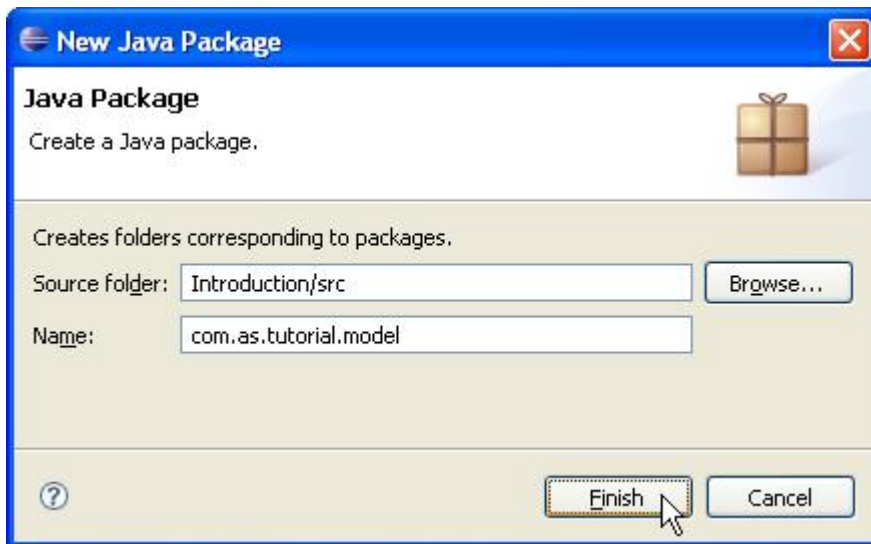 New Java Package
Java Package
Create a Java package.
Creates folders corresponding to packages.
Source folder: Introduction/src Browse...
Name: com.as.tutorial.model
? Finish Cancel